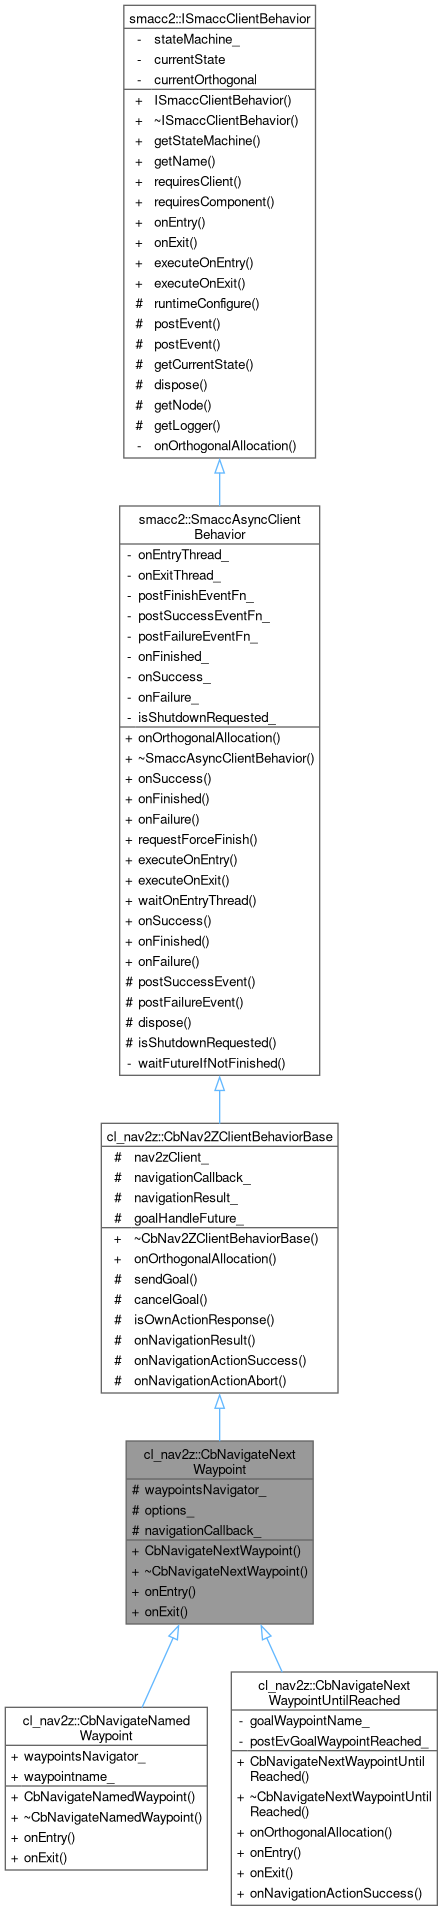 smacc2::ISmaccClientBehavior
- stateMachine_
- currentState
- currentOrthogonal
+ ISmaccClientBehavior()
+ ~ISmaccClientBehavior()
+ getStateMachine()
+ getName()
+ requiresClient()
+ requiresComponent()
+ onEntry()
+ onExit()
+ executeOnEntry()
+ executeOnExit()
# runtimeConfigure()
# postEvent()
# postEvent()
# getCurrentState()
# dispose()
# getNode()
# getLogger()
- onOrthogonalAllocation()
smacc2::SmaccAsyncClient
Behavior
- onEntryThread_
- onExitThread_
- postFinishEventFn_
- postSuccessEventFn_
- postFailureEventFn_
- onFinished_
- onSuccess_
- onFailure_
- isShutdownRequested_
+ onOrthogonalAllocation()
+ ~SmaccAsyncClientBehavior()
+ onSuccess()
+ onFinished()
+ onFailure()
+ requestForceFinish()
+ executeOnEntry()
+ executeOnExit()
+ waitOnEntryThread()
+ onSuccess()
+ onFinished()
+ onFailure()
# postSuccessEvent()
# postFailureEvent()
# dispose()
# isShutdownRequested()
- waitFutureIfNotFinished()
cl_nav2z::CbNav2ZClientBehaviorBase
# nav2zClient_
# navigationCallback_
# navigationResult_
# goalHandleFuture_
+ ~CbNav2ZClientBehaviorBase()
+ onOrthogonalAllocation()
# sendGoal()
# cancelGoal()
# isOwnActionResponse()
# onNavigationResult()
# onNavigationActionSuccess()
# onNavigationActionAbort()
cl_nav2z::CbNavigateNext
Waypoint
# waypointsNavigator_
# options_
# navigationCallback_
+ CbNavigateNextWaypoint()
+ ~CbNavigateNextWaypoint()
+ onEntry()
+ onExit()
cl_nav2z::CbNavigateNamed
Waypoint
+ waypointsNavigator_
+ waypointname_
+ CbNavigateNamedWaypoint()
+ ~CbNavigateNamedWaypoint()
+ onEntry()
+ onExit()
cl_nav2z::CbNavigateNext
WaypointUntilReached
- goalWaypointName_
- postEvGoalWaypointReached_
+ CbNavigateNextWaypointUntil
Reached()
+ ~CbNavigateNextWaypointUntil
Reached()
+ onOrthogonalAllocation()
+ onEntry()
+ onExit()
+ onNavigationActionSuccess()